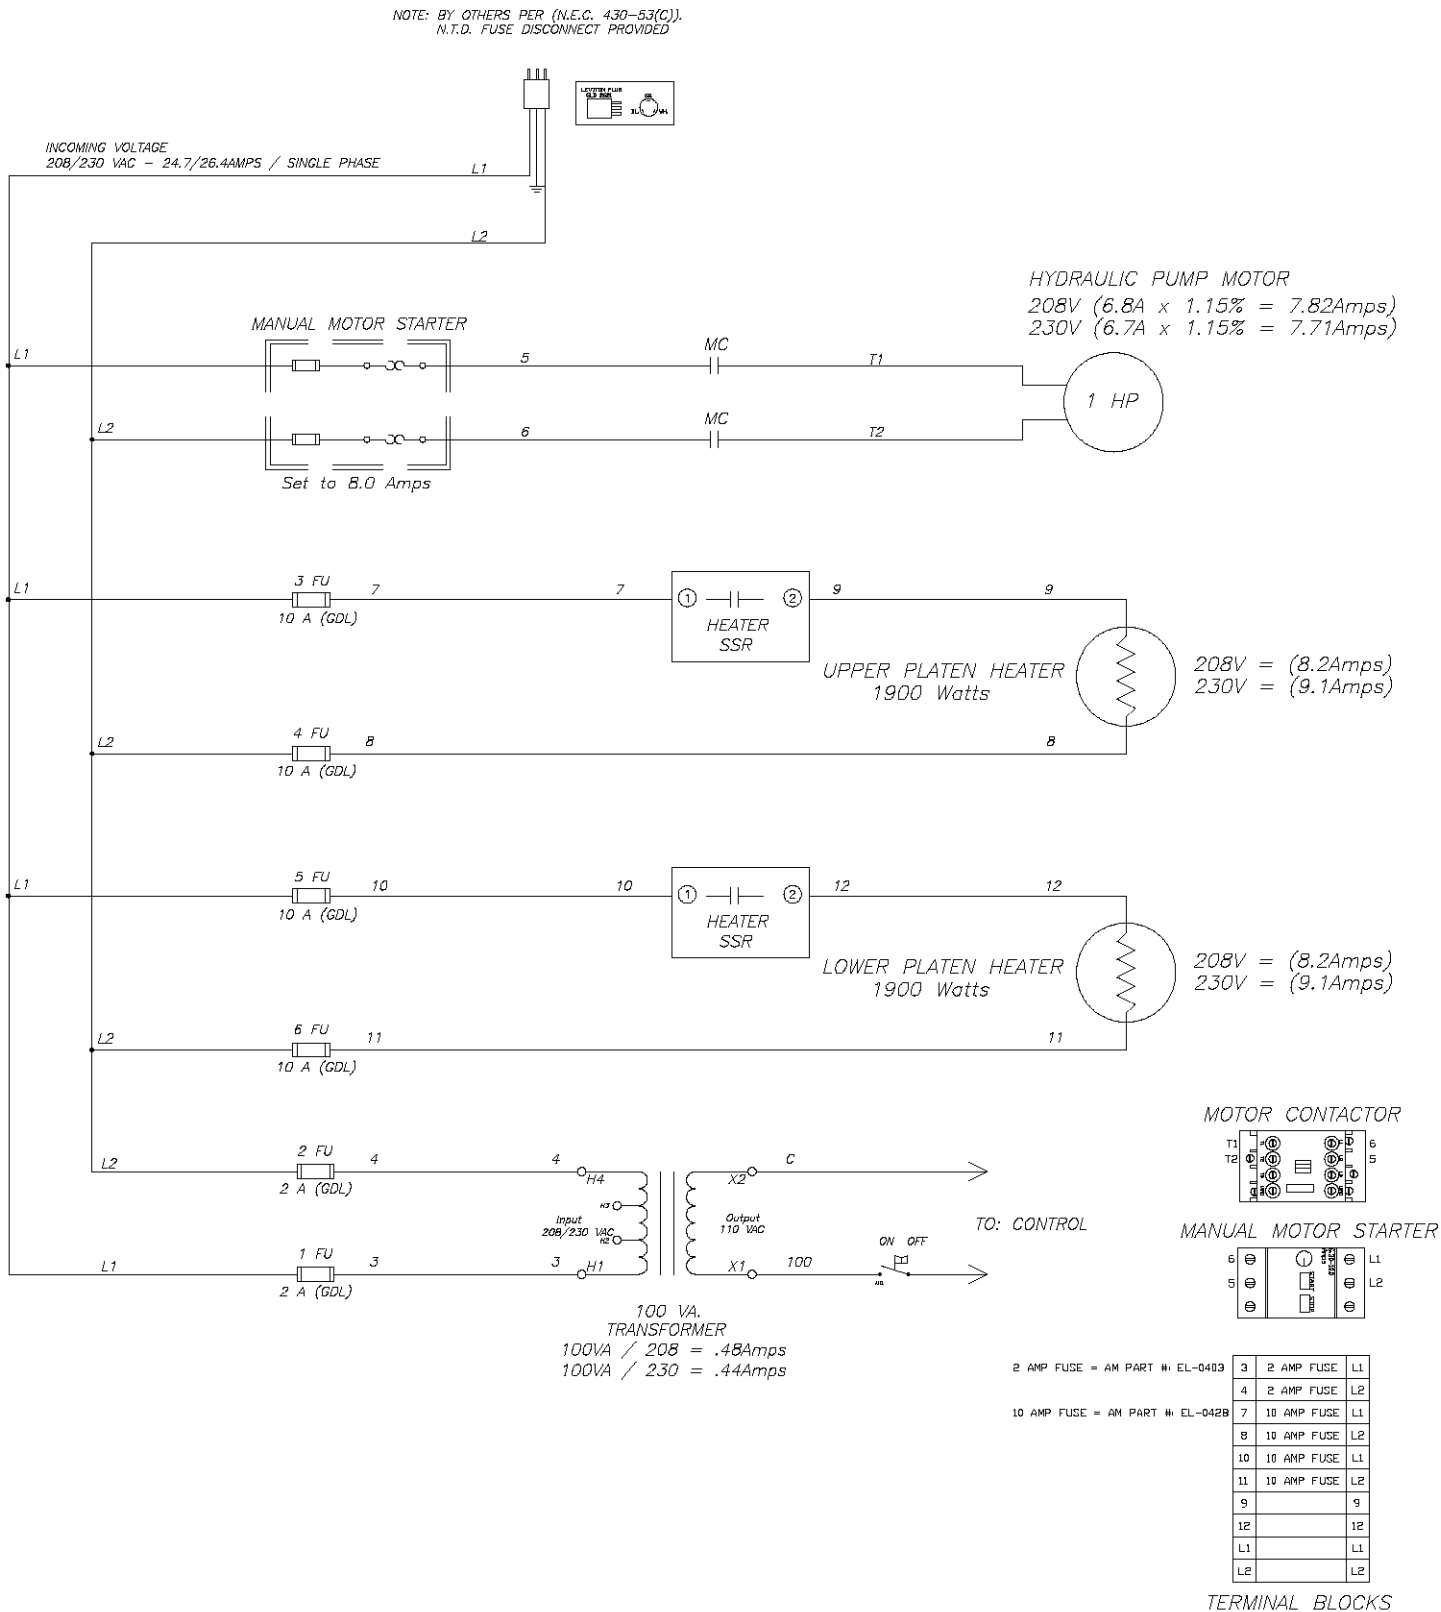 NOTE: BY OTHERS PER (N.E.C. 430-53(C)).
N.T.D. FUSE DISCONNECT PROVIDED
LEVITON PLUG
INCOMING VOLTAGE
208/230 VAC - 24.7/26.4AMPS / SINGLE PHASE
L1
L2
HYDRAULIC PUMP MOTOR
208V (6.8A x 1.15% = 7.82Amps)
230V (6.7A x 1.15% = 7.71Amps)
MANUAL MOTOR STARTER
L1
5
MC
T1
1 HP
L2
6
MC
T2
Set to 8.0 Amps
L1
3 FU
7
7
1
2
9
9
10 A (GDL)
HEATER
SSR
UPPER PLATEN HEATER
1900 Watts
208V = (8.2Amps)
230V = (9.1Amps)
L2
4 FU
8
8
10 A (GDL)
L1
5 FU
10
10
1
2
12
12
10 A (GDL)
HEATER
SSR
LOWER PLATEN HEATER
1900 Watts
208V = (8.2Amps)
230V = (9.1Amps)
L2
6 FU
11
11
10 A (GDL)
L2
2 FU
4
4
H4
X2
C
2 A (GDL)
H3
Input
208/230 VAC
H2
Output
110 VAC
TO: CONTROL
ON OFF
L1
1 FU
3
3
H1
X1
100
2 A (GDL)
100 VA.
TRANSFORMER
100VA / 208 = .48Amps
100VA / 230 = .44Amps
MOTOR CONTACTOR
T1
6
T2
5
MANUAL MOTOR STARTER
6
L1
5
L2
START STOP
2 AMP FUSE = AM PART #: EL-0403
3 2 AMP FUSE L1
4 2 AMP FUSE L2
10 AMP FUSE = AM PART #: EL-0428
7 10 AMP FUSE L1
8 10 AMP FUSE L2
10 10 AMP FUSE L1
11 10 AMP FUSE L2
9 9
12 12
L1 L1
L2 L2
TERMINAL BLOCKS